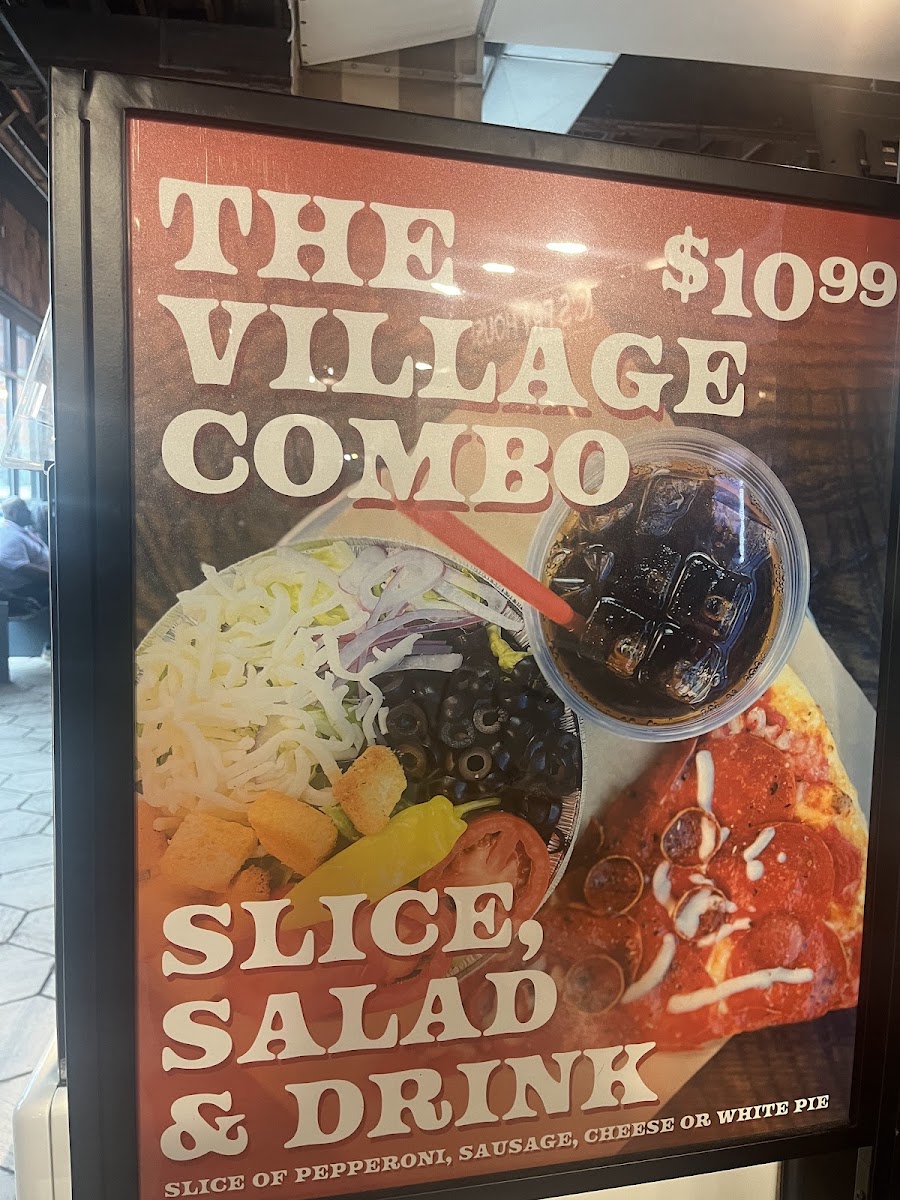 THE
VILLAGE
COMBO
$10.99
SLICE,
SALAD
& DRINK
SLICE OF PEPPERONI, SAUSAGE, CHEESE OR WHITE PIE